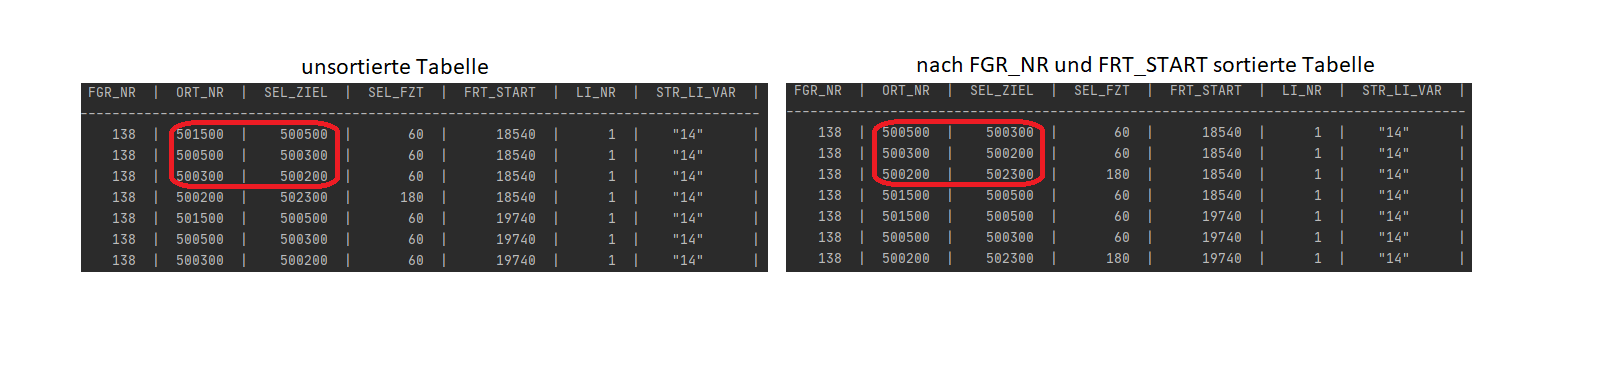 unsortierte Tabelle
FGR_NR | ORT_NR | SEL_ZIEL | SEL_FZT | FRT_START | LI_NR | STR_LI_VAR |
138 | 501500 | 500500 | 60 | 18540 | 1 | "14" |
138 | 500500 | 500300 | 60 | 18540 | 1 | "14" |
138 | 500300 | 500200 | 60 | 18540 | 1 | "14" |
138 | 500200 | 502300 | 180 | 18540 | 1 | "14" |
138 | 501500 | 500500 | 60 | 19740 | 1 | "14" |
138 | 500500 | 500300 | 60 | 19740 | 1 | "14" |
138 | 500300 | 500200 | 60 | 19740 | 1 | "14" |
nach FGR_NR und FRT_START sortierte Tabelle
FGR_NR | ORT_NR | SEL_ZIEL | SEL_FZT | FRT_START | LI_NR | STR_LI_VAR |
138 | 500500 | 500300 | 60 | 18540 | 1 | "14" |
138 | 500300 | 500200 | 60 | 18540 | 1 | "14" |
138 | 500200 | 502300 | 180 | 18540 | 1 | "14" |
138 | 501500 | 500500 | 60 | 18540 | 1 | "14" |
138 | 501500 | 500500 | 60 | 19740 | 1 | "14" |
138 | 500500 | 500300 | 60 | 19740 | 1 | "14" |
138 | 500200 | 502300 | 180 | 19740 | 1 | "14" |